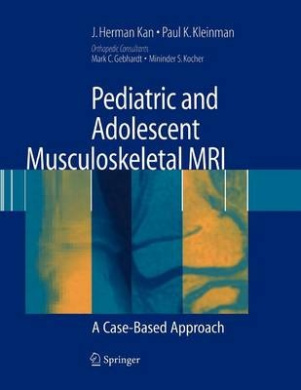 J. Herman Kan • Paul K. Kleinman
Orthopedic Consultants
Mark C. Gebhardt • Mininder S. Kocher
Pediatric and
Adolescent
Musculoskeletal MRI
A Case-Based Approach
Springer